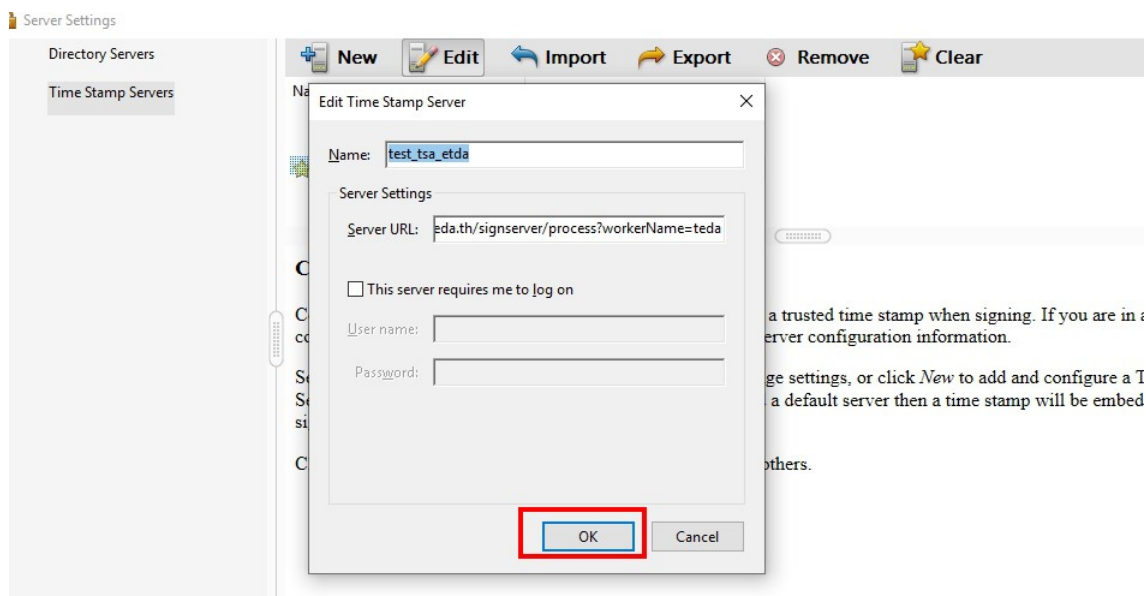 Server Settings
Directory Servers
Time Stamp Servers
New Edit Import Export Remove Clear
Edit Time Stamp Server
Name: test_tsa_etda
Server Settings
Server URL: eda.th/signserver/process?workerName=teda
This server requires me to log on
User name:
Password:
OK Cancel
a trusted time stamp when signing. If you are in a
erver configuration information.
ge settings, or click New to add and configure a T
a default server then a time stamp will be embed
others.